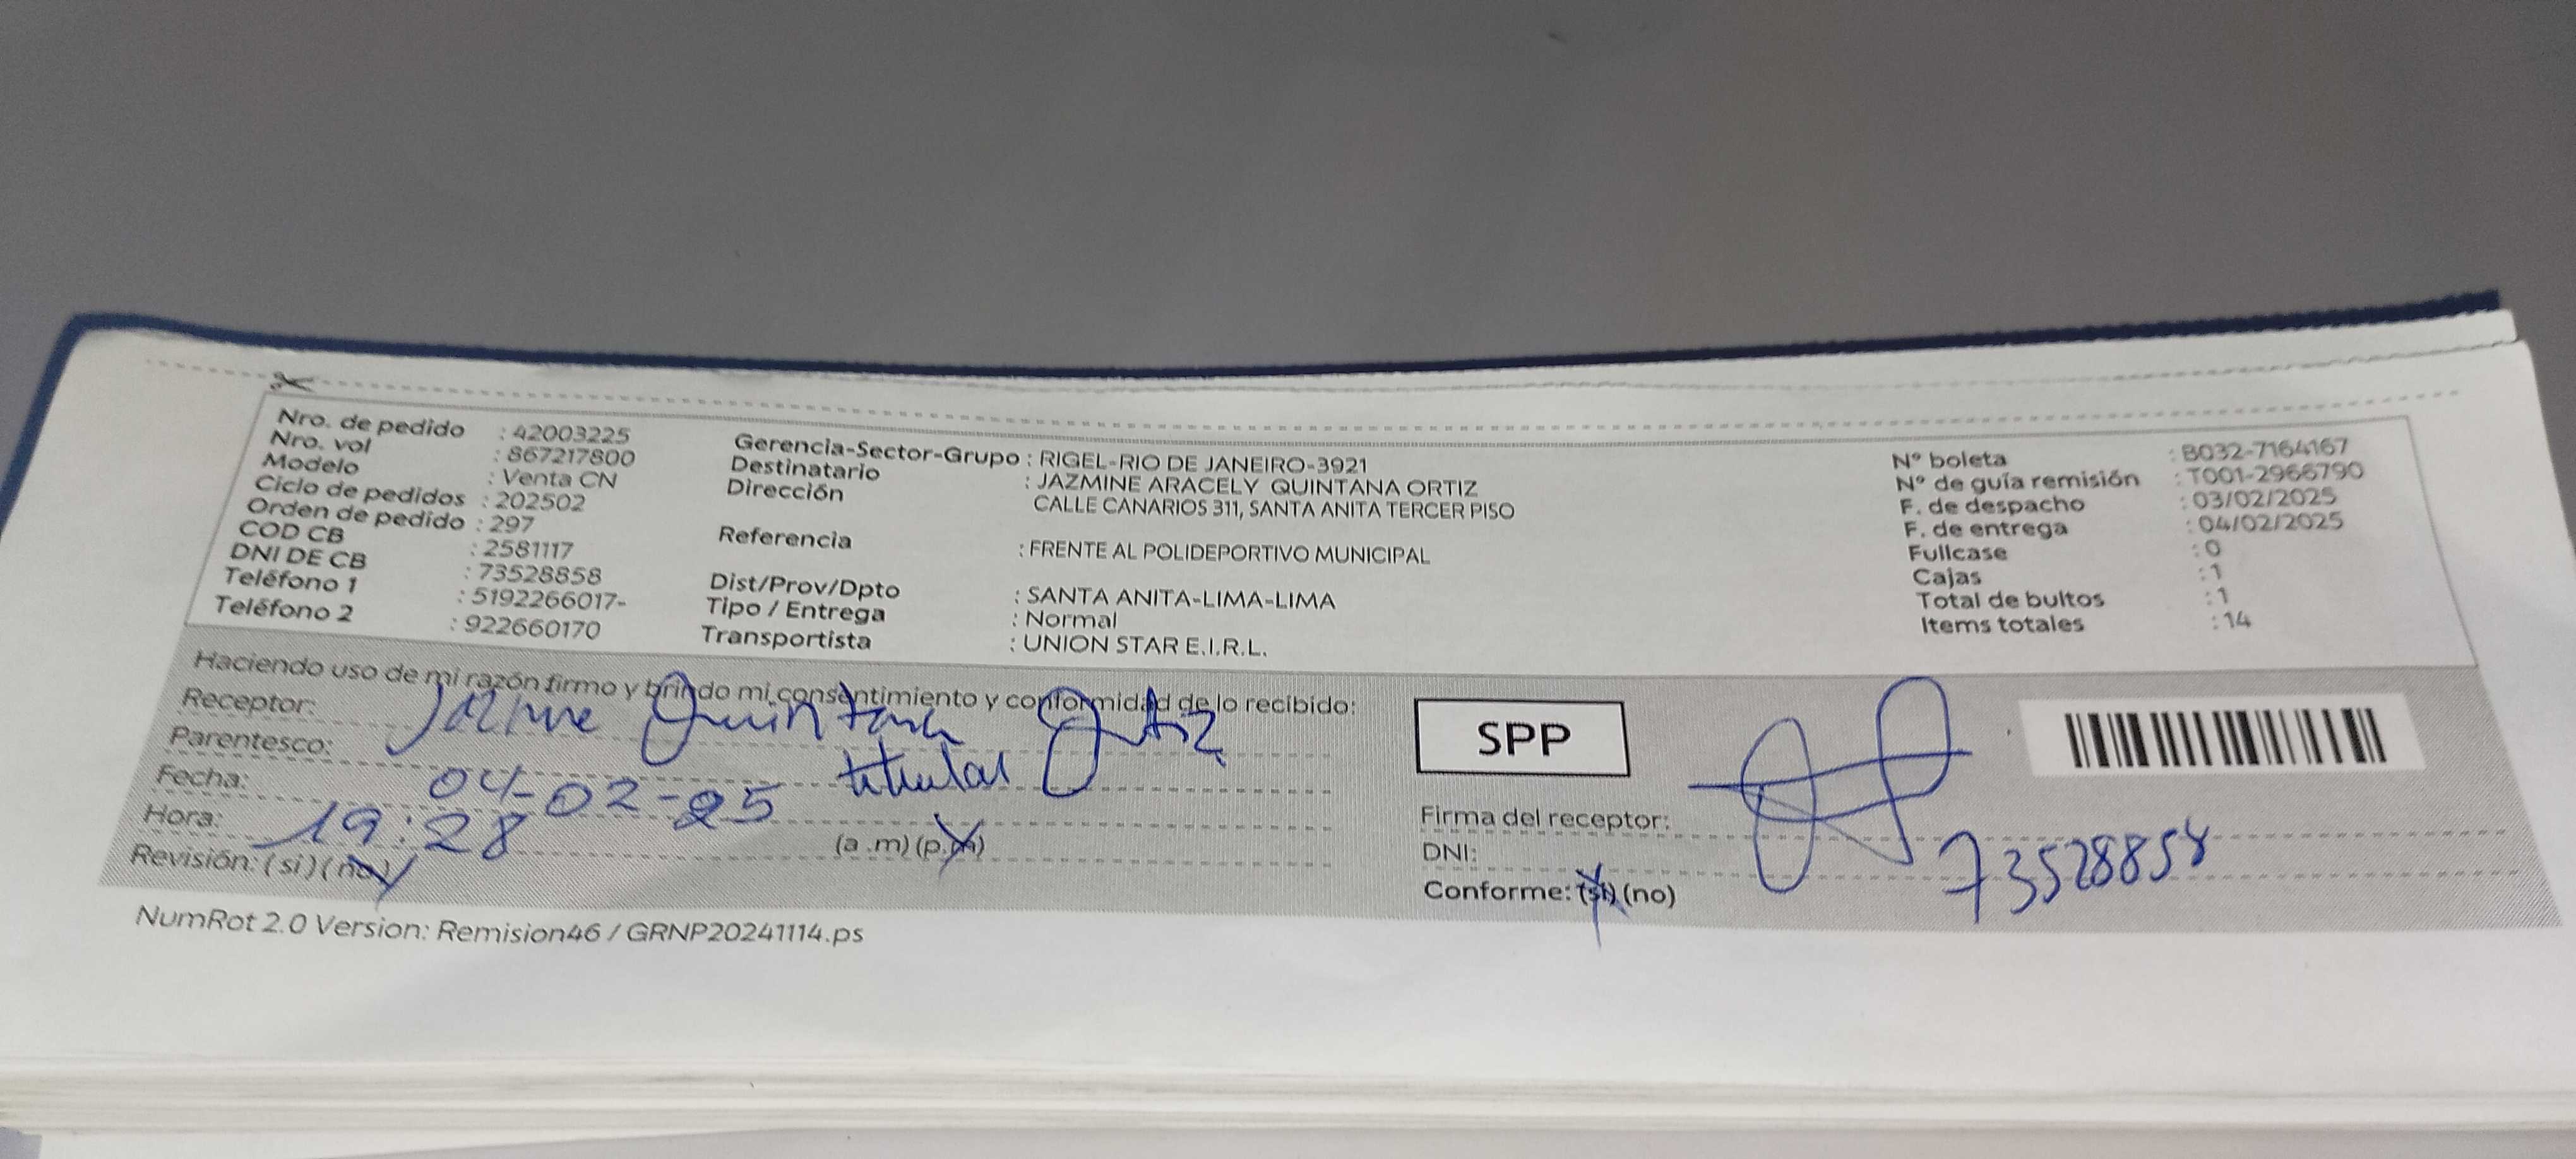 Nro. de pedido : 42003225
Nro. vol : 867217800
Modelo : Venta CN
Ciclo de pedidos : 202502
Orden de pedido : 297
COD CB : 2581117
DNI DE CB : 73528858
Teléfono 1 : 5192266017-
Teléfono 2 : 922660170
Gerencia-Sector-Grupo : RIGEL-RIO DE JANEIRO-3921
Destinatario : JAZMINE ARACELY QUINTANA ORTIZ
Dirección CALLE CANARIOS 311, SANTA ANITA TERCER PISO
Referencia : FRENTE AL POLIDEPORTIVO MUNICIPAL
Dist/Prov/Dpto : SANTA ANITA-LIMA-LIMA
Tipo / Entrega : Normal
Transportista : UNION STAR E.I.R.L.
N° boleta : B032-7164167
N° de guía remisión : T001-2966790
F. de despacho : 03/02/2025
F. de entrega : 04/02/2025
Fullcase : 0
Cajas : 1
Total de bultos : 1
Items totales : 14
Haciendo uso de mi razón firmo y brindo mi consentimiento y conformidad de lo recibido:
Receptor: Jazmine Quintana Ortiz
Parentesco: titular
Fecha: 04-02-25
Hora: 19:28 (a .m) (p.m)
Revisión: (si) (no)
SPP
Firma del receptor:
DNI: 73528858
Conforme: (si) (no)
NumRot 2.0 Version: Remision46 / GRNP20241114.ps